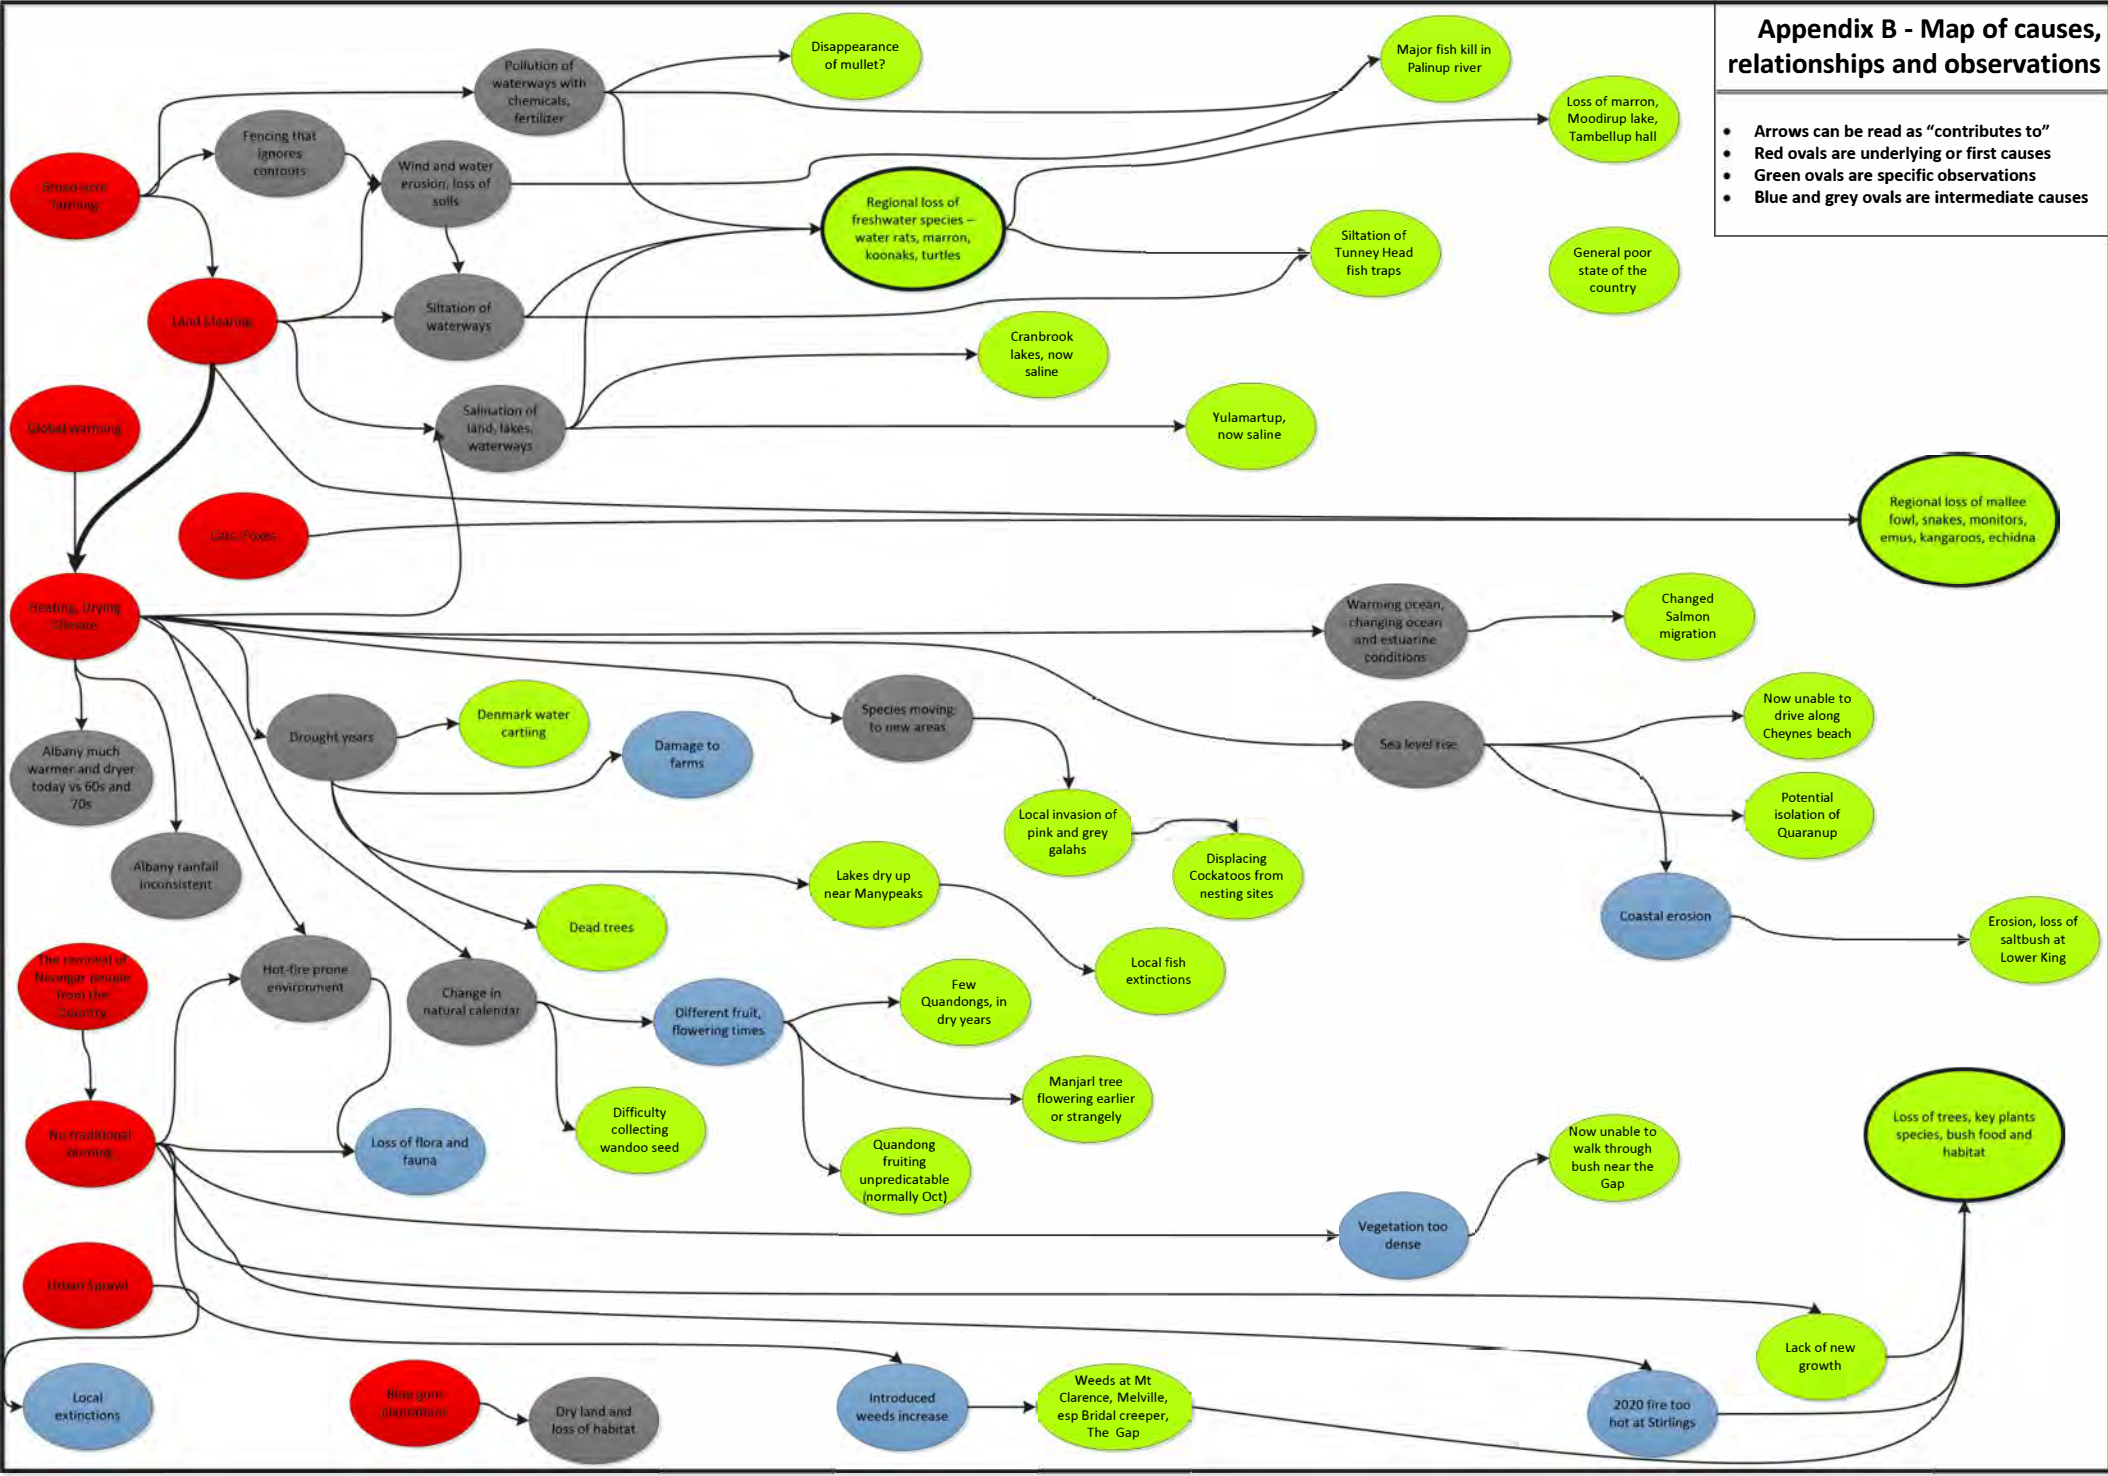 Appendix B - Map of causes,
relationships and observations
• Arrows can be read as “contributes to”
• Red ovals are underlying or first causes
• Green ovals are specific observations
• Blue and grey ovals are intermediate causes
Disappearance
of mullet?
Major fish kill in
Palinup river
Pollution of
waterways with
chemicals,
fertilizer
Loss of marron,
Moodirup lake,
Tambellup hall
Fencing that
ignores
contours
Wind and water
erosion, loss of
soils
Broad-acre
farming
Regional loss of
freshwater species –
water rats, marron,
koonaks, turtles
Siltation of
Tunney Head
fish traps
General poor
state of the
country
Land clearing
Siltation of
waterways
Cranbrook
lakes, now
saline
Global warming
Salination of
land, lakes,
waterways
Yulamartup,
now saline
Cats, Foxes
Regional loss of mallee
fowl, snakes, monitors,
emus, kangaroos, echidna
Heating, Drying
Climate
Warming ocean,
changing ocean
and estuarine
conditions
Changed
Salmon
migration
Albany much
warmer and dryer
today vs 60s and
70s
Drought years
Denmark water
cartiing
Damage to
farms
Species moving
to new areas
Sea level rise
Now unable to
drive along
Cheynes beach
Potential
isolation of
Quaranup
Local invasion of
pink and grey
galahs
Displacing
Cockatoos from
nesting sites
Albany rainfall
inconsistent
Lakes dry up
near Manypeaks
Dead trees
Coastal erosion
Erosion, loss of
saltbush at
Lower King
The removal of
Noongar people
from the
Country
Hot-fire prone
environment
Change in
natural calendar
Different fruit,
flowering times
Few
Quandongs, in
dry years
Local fish
extinctions
Manjarl tree
flowering earlier
or strangely
No traditional
burning
Loss of flora and
fauna
Difficulty
collecting
wandoo seed
Quandong
fruiting
unpredicatable
(normally Oct)
Now unable to
walk through
bush near the
Gap
Loss of trees, key plants
species, bush food and
habitat
Vegetation too
dense
Urban Sprawl
Lack of new
growth
Local
extinctions
Blue gum
plantations
Dry land and
loss of habitat
Introduced
weeds increase
Weeds at Mt
Clarence, Melville,
esp Bridal creeper,
The Gap
2020 fire too
hot at Stirlings